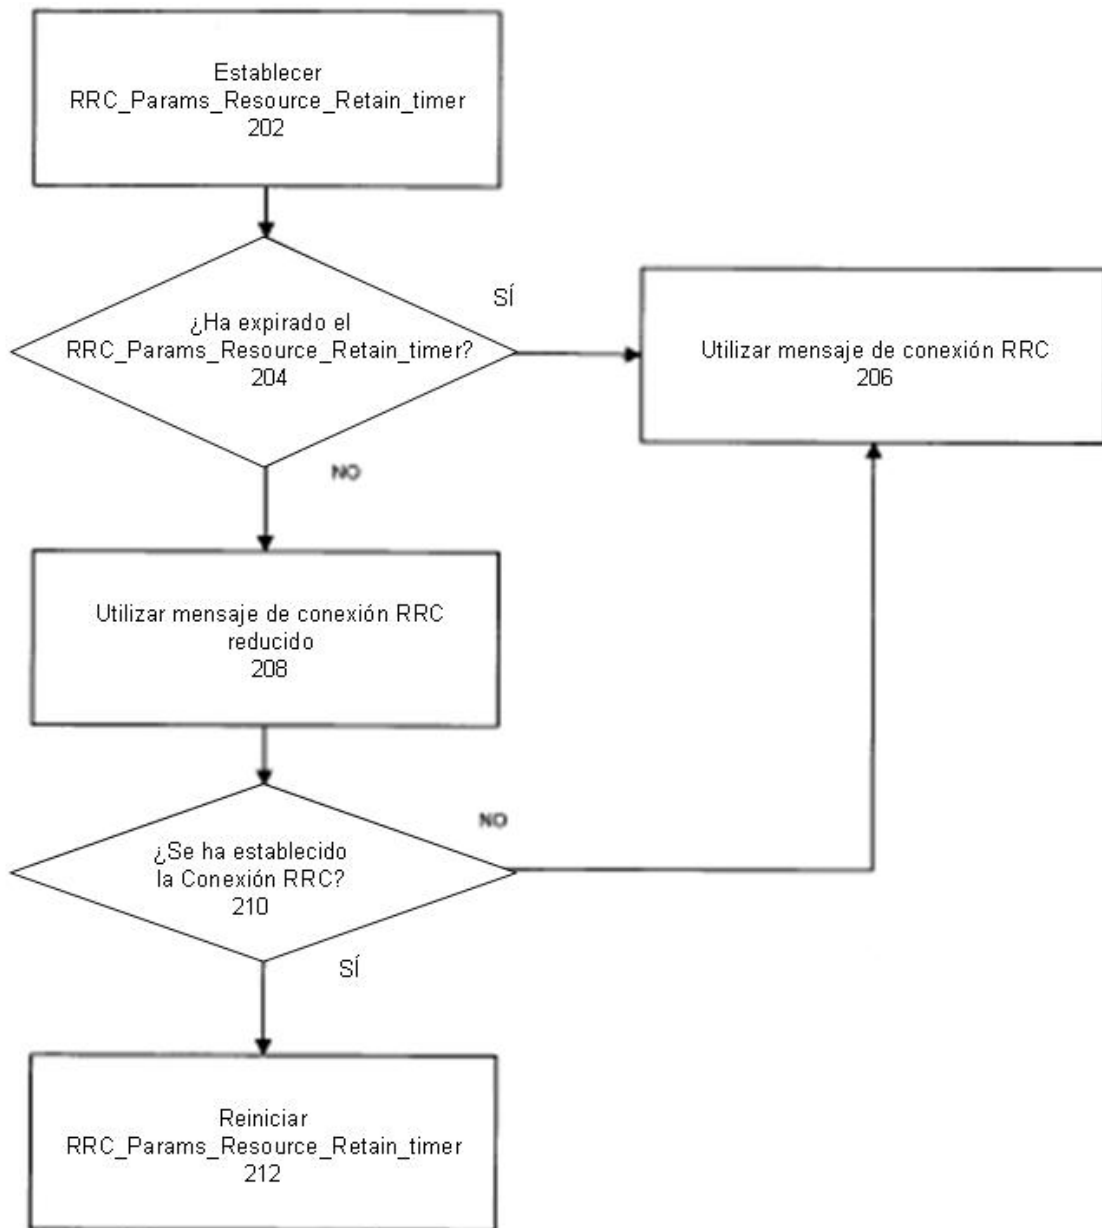 Establecer
RRC_Params_Resource_Retain_timer
202
¿Ha expirado el
RRC_Params_Resource_Retain_timer?
204
SÍ
Utilizar mensaje de conexión RRC
206
NO
Utilizar mensaje de conexión RRC
reducido
208
¿Se ha establecido
la Conexión RRC?
210
NO
SÍ
Reiniciar
RRC_Params_Resource_Retain_timer
212